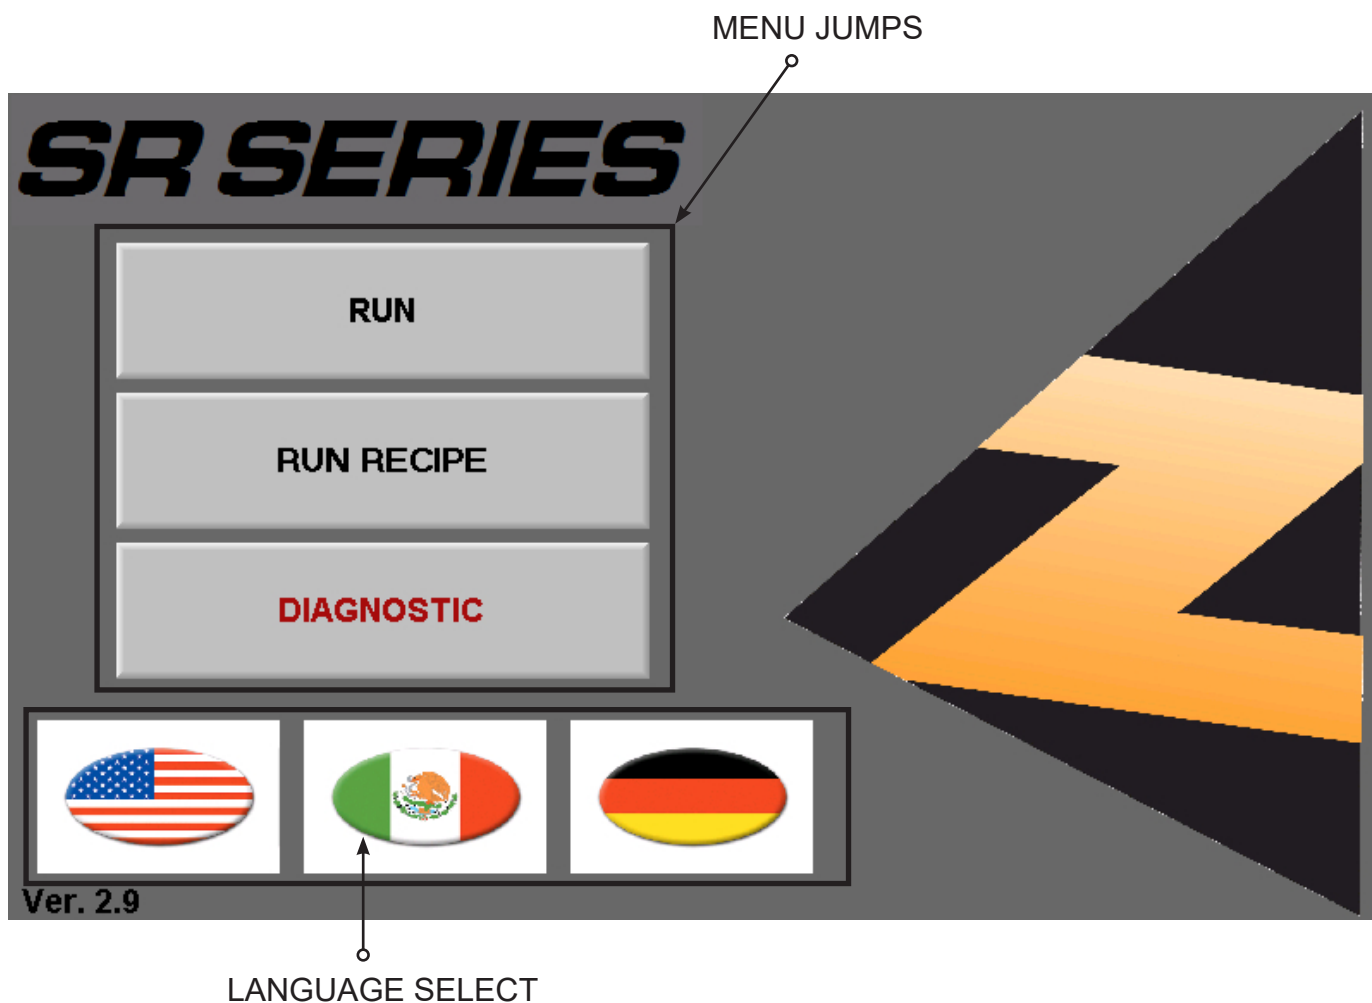 MENU JUMPS
SR SERIES
RUN
RUN RECIPE
DIAGNOSTIC
Ver. 2.9
LANGUAGE SELECT